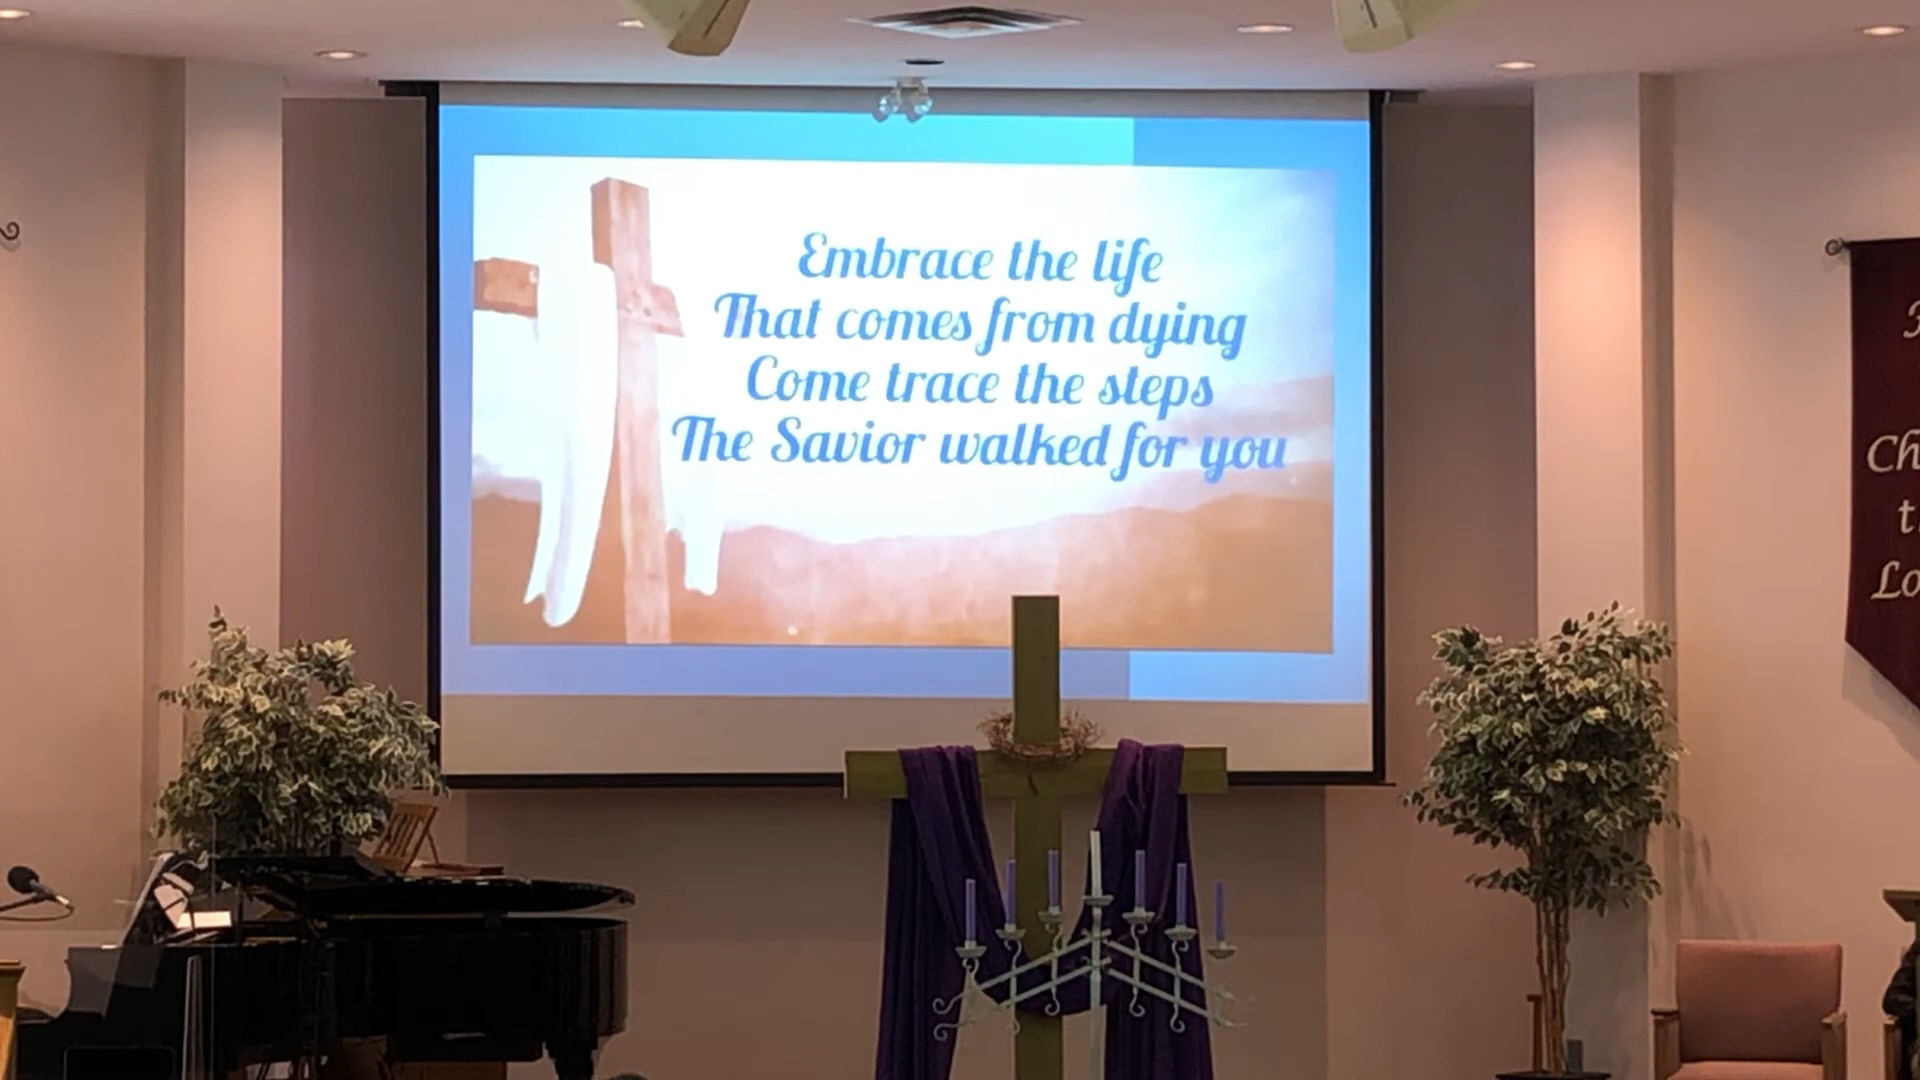 Embrace the life
That comes from dying
Come trace the steps
The Savior walked for you